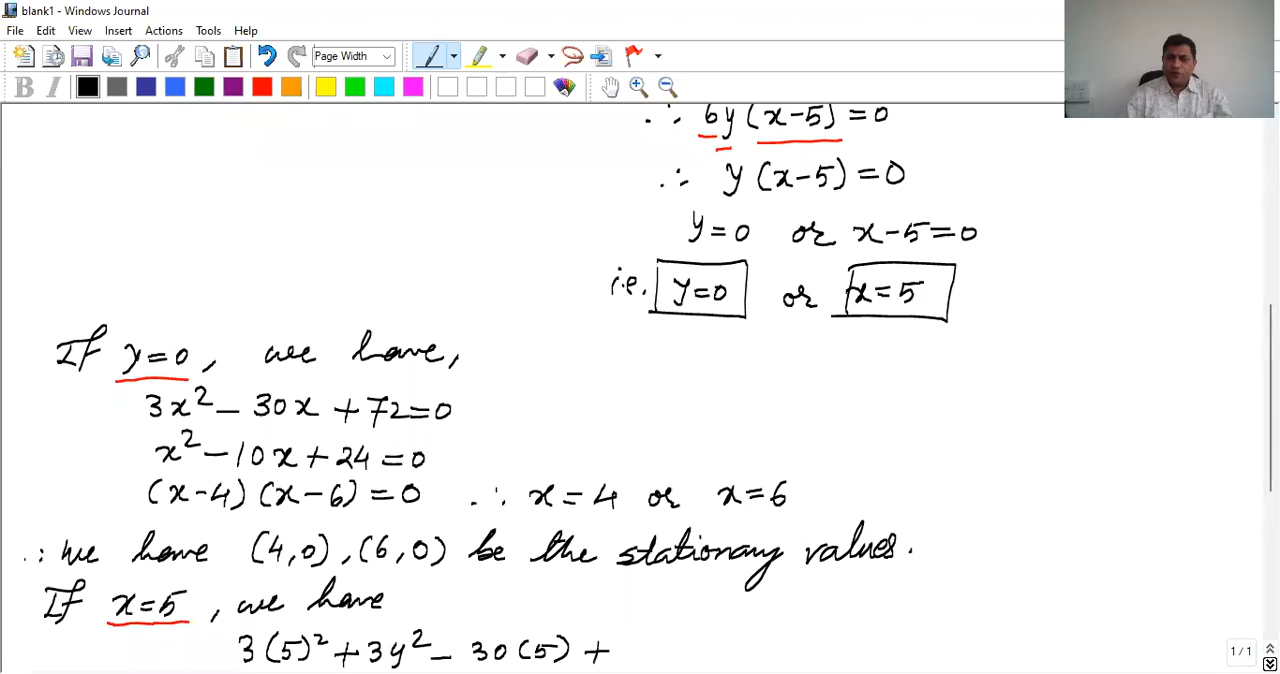 blank1 - Windows Journal
File Edit View Insert Actions Tools Help
Page Width
B I
∴ 6y(x-5)=0
∴ y(x-5)=0
y=0 or x-5=0
i.e. y=0 or x=5
If y=0, we have,
3x²-30x+72=0
x²-10x+24=0
(x-4)(x-6)=0 ∴ x=4 or x=6
∴ we have (4,0),(6,0) be the stationary values.
If x=5, we have
3(5)²+3y²-30(5)+
1/1